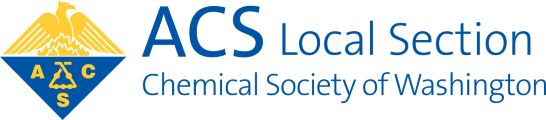 A C
S
ACS Local Section
Chemical Society of Washington